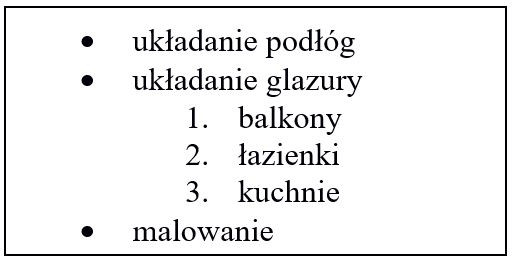 • układanie podłóg
• układanie glazury
1. balkony
2. łazienki
3. kuchnie
• malowanie